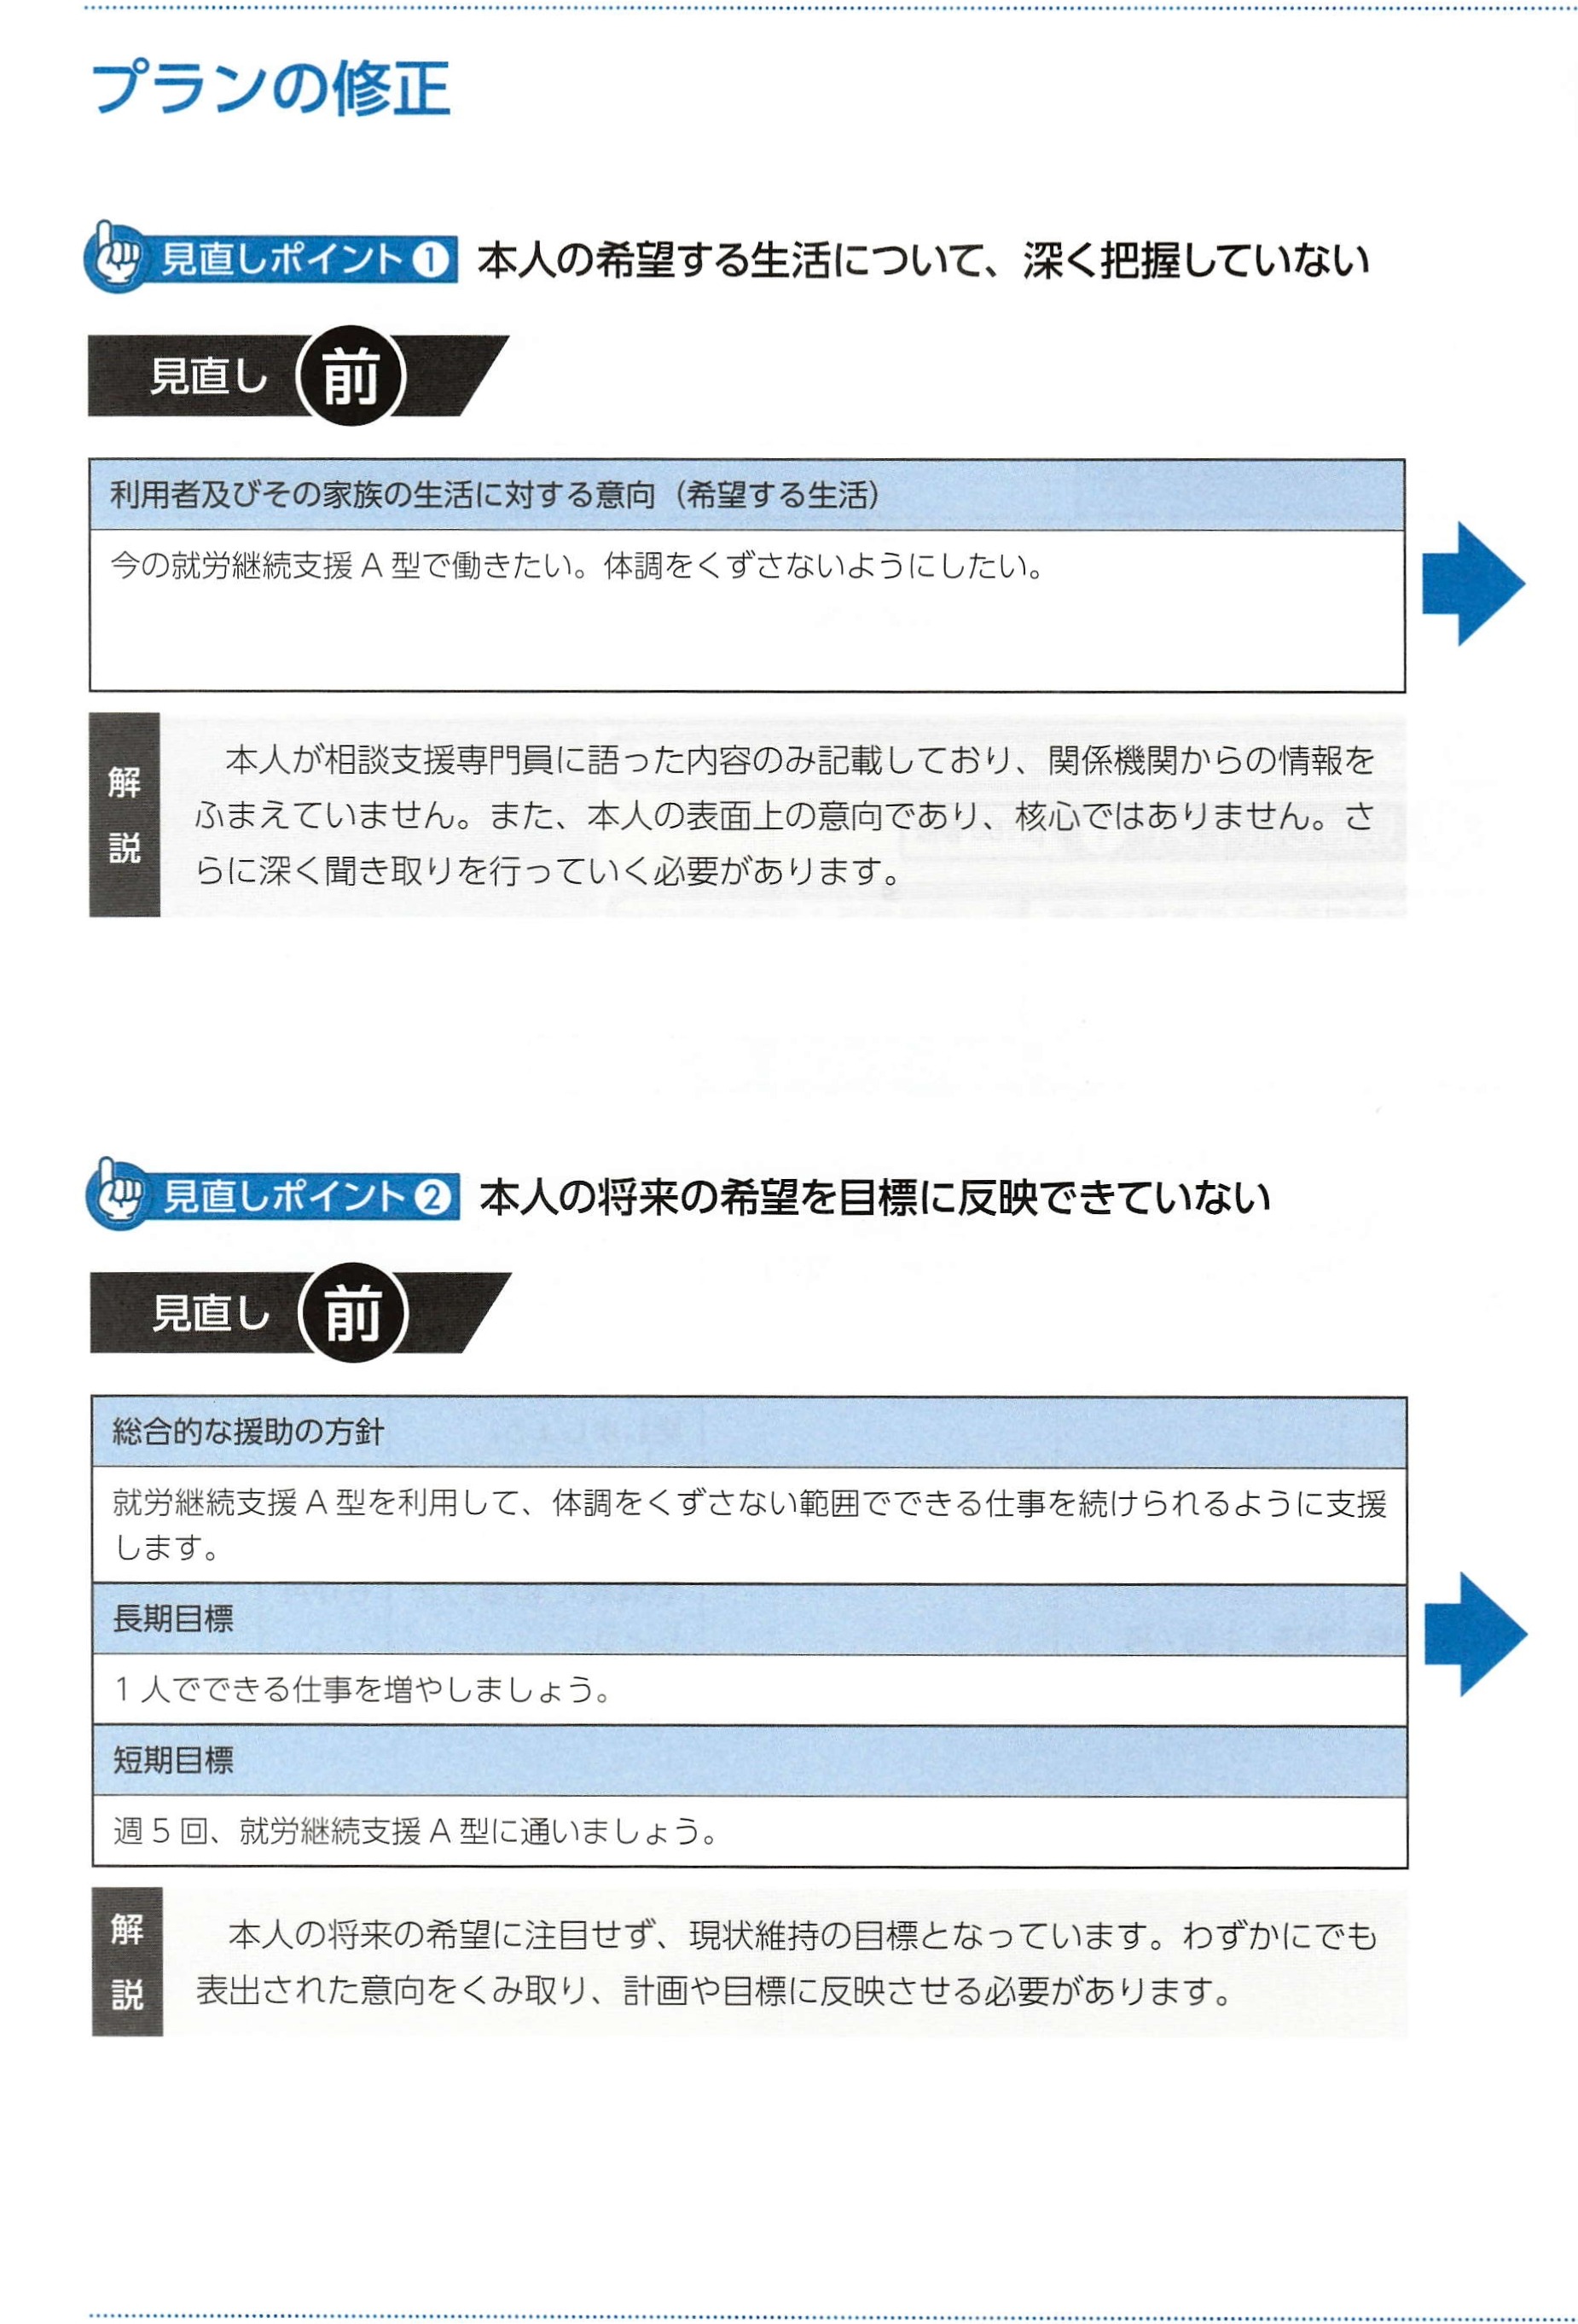 プランの修正
見直しポイント❶ 本人の希望する生活について、深く把握していない
見直し 前
利用者及びその家族の生活に対する意向（希望する生活）
今の就労継続支援 A 型で働きたい。体調をくずさないようにしたい。
解説
本人が相談支援専門員に語った内容のみ記載しており、関係機関からの情報を
ふまえていません。また、本人の表面上の意向であり、核心ではありません。さ
らに深く聞き取りを行っていく必要があります。
見直しポイント❷ 本人の将来の希望を目標に反映できていない
見直し 前
総合的な援助の方針
就労継続支援 A 型を利用して、体調をくずさない範囲でできる仕事を続けられるように支援
します。
長期目標
1 人でできる仕事を増やしましょう。
短期目標
週 5 回、就労継続支援 A 型に通いましょう。
解説
本人の将来の希望に注目せず、現状維持の目標となっています。わずかにでも
表出された意向をくみ取り、計画や目標に反映させる必要があります。